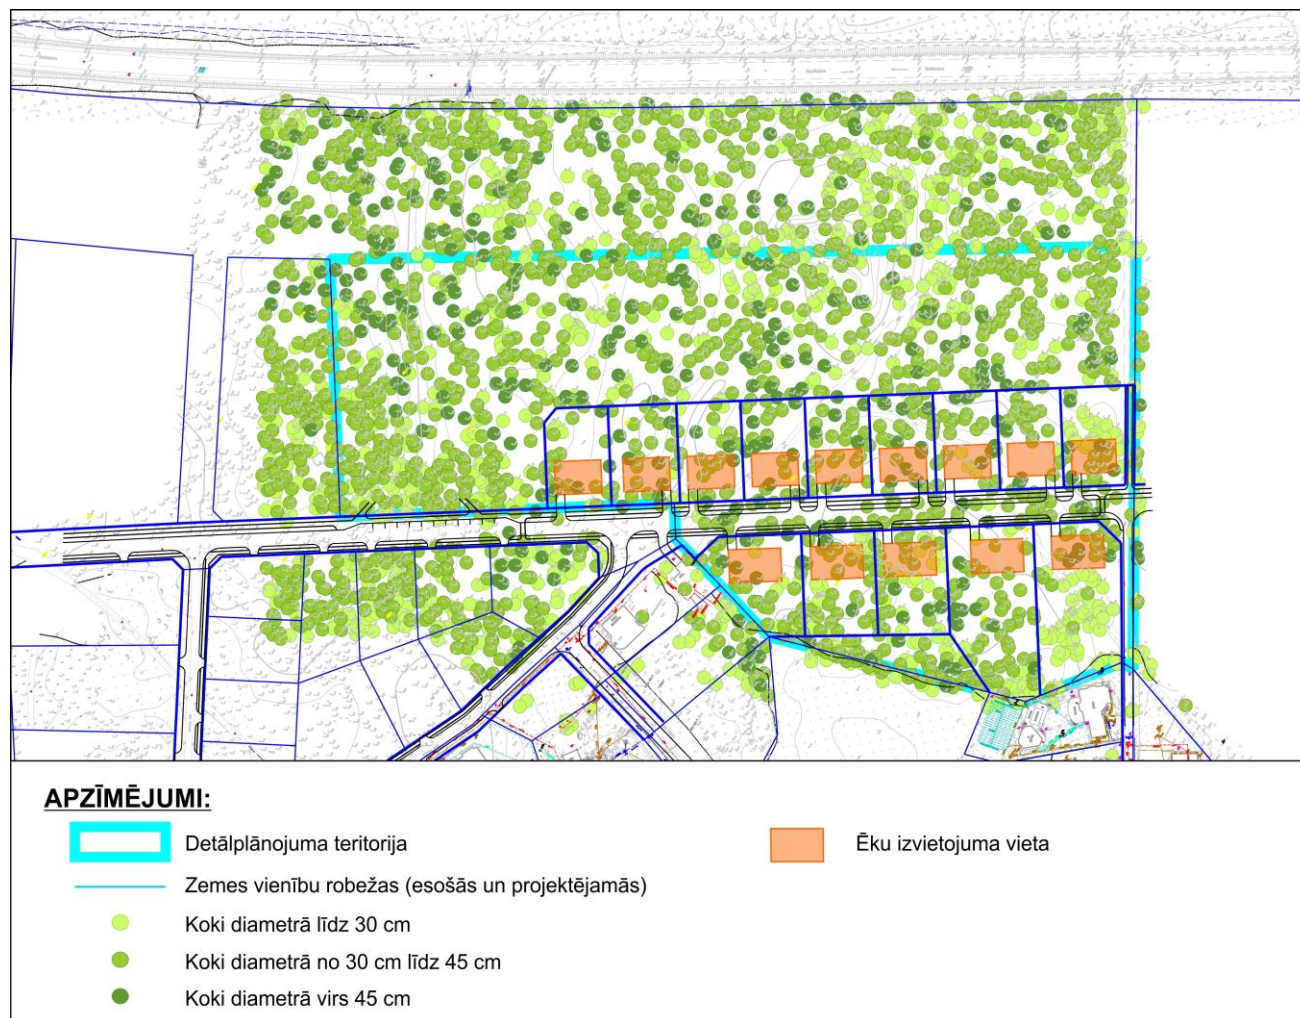 APZĪMĒJUMI:
Detālplānojuma teritorija
Ēku izvietojuma vieta
Zemes vienību robežas (esošās un projektējamās)
Koki diametrā līdz 30 cm
Koki diametrā no 30 cm līdz 45 cm
Koki diametrā virs 45 cm